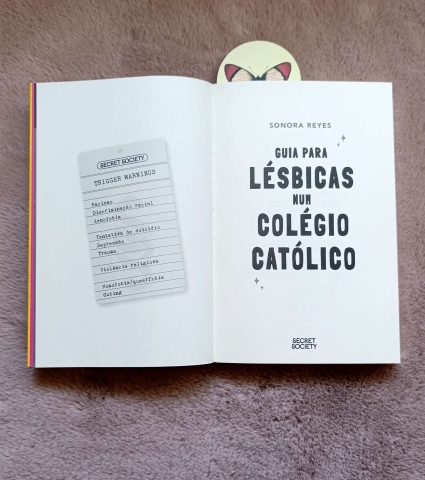 SECRET SOCIETY
TRIGGER WARNINGS
Racismo
Discriminação racial
Xenofobia
Tentativa de suicídio
Depressão
Trauma
Violência religiosa
Homofobia/queerfobia
Outing
SONORA REYES
GUIA PARA
LÉSBICAS
NUM
COLÉGIO
CATÓLICO
SECRET
SOCIETY